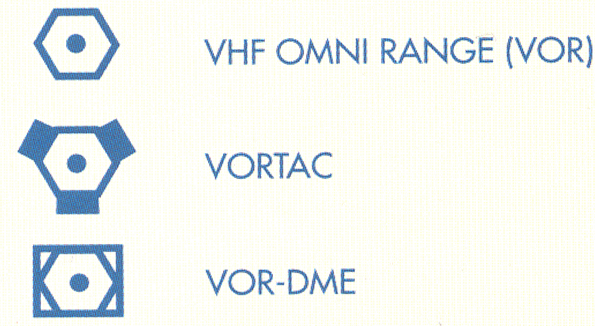 VHF OMNI RANGE (VOR)
VORTAC
VOR-DME